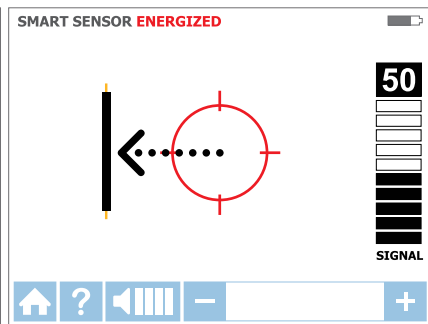 SMART SENSOR ENERGIZED
50
SIGNAL
?
− +